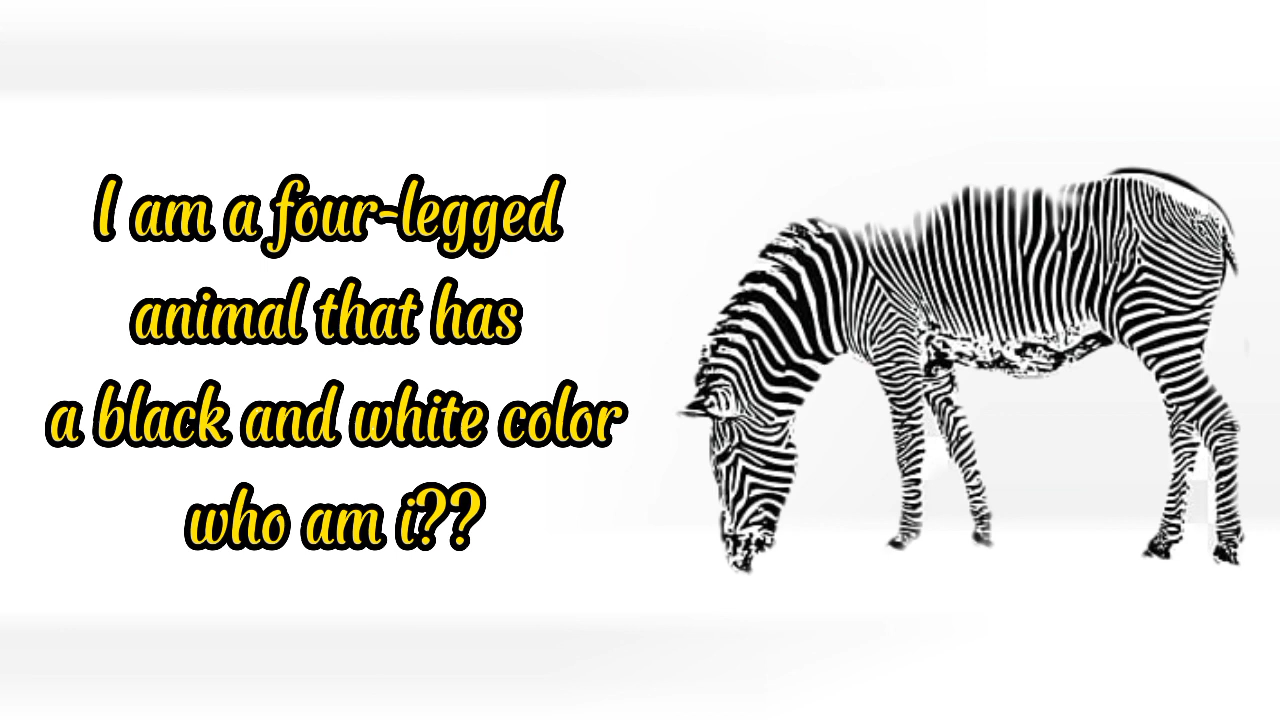 I am a four-legged
animal that has
a black and white color
who am i??